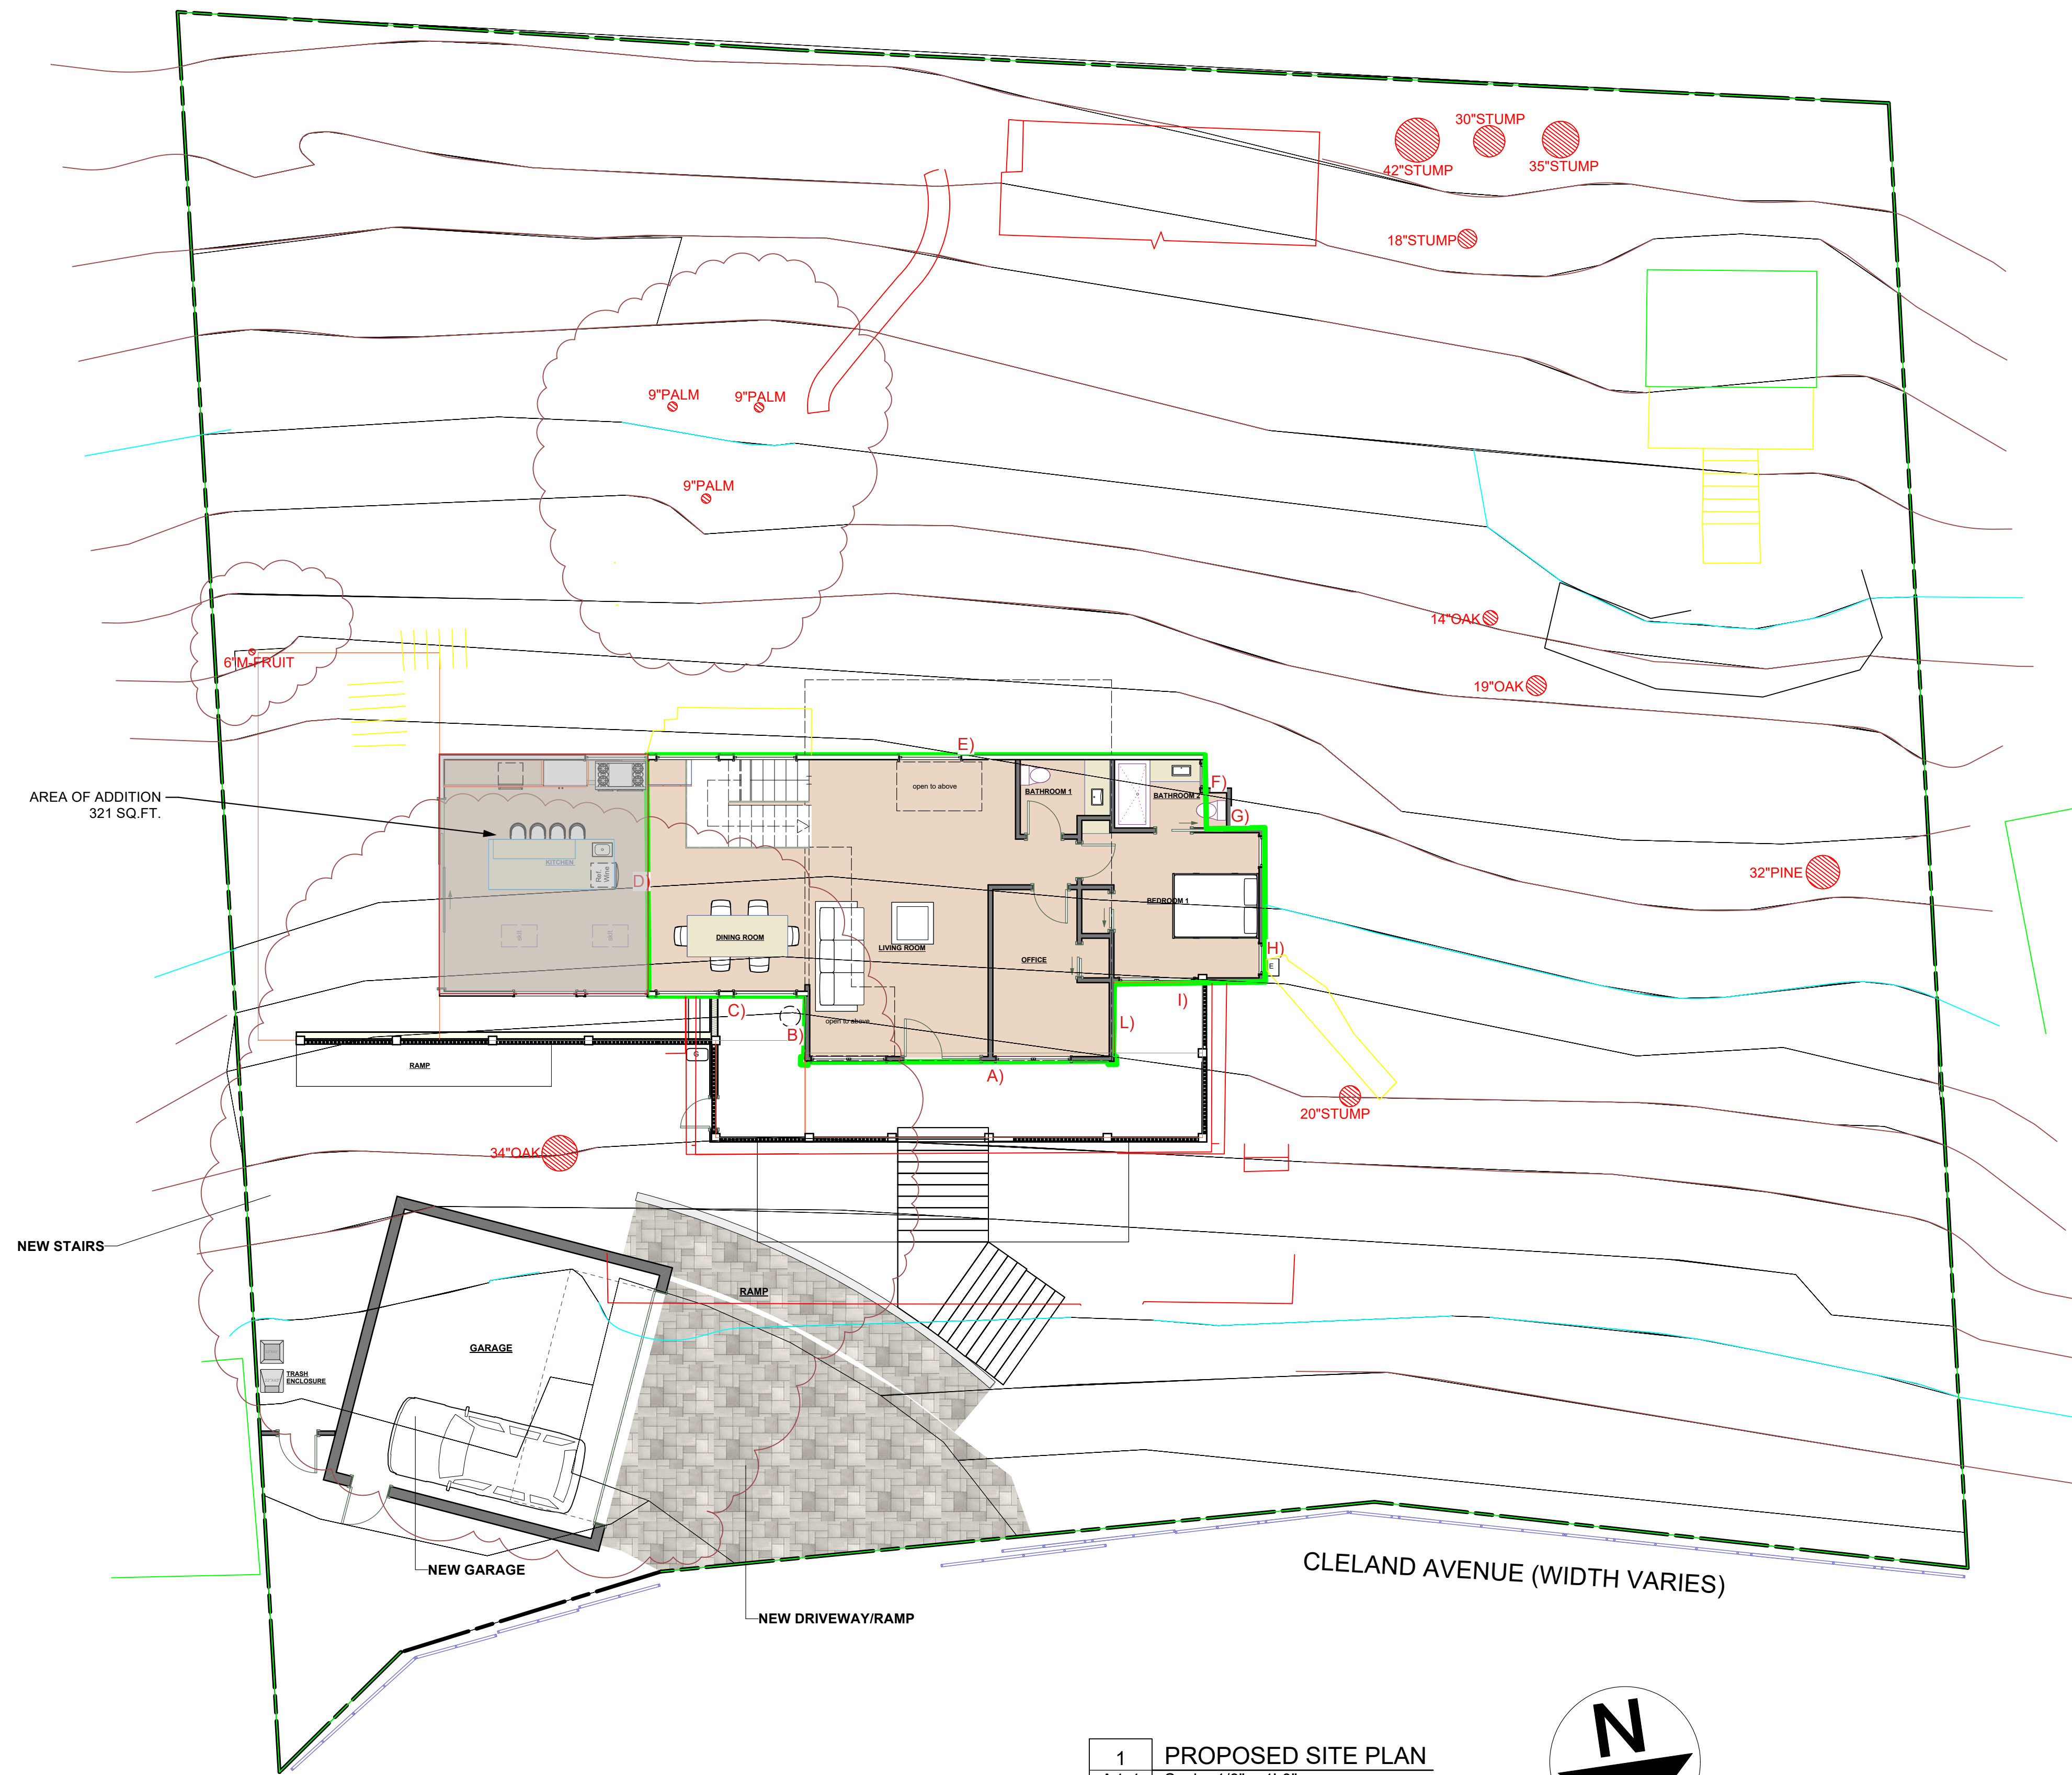 30"STUMP
42"STUMP
35"STUMP
18"STUMP
9"PALM
9"PALM
9"PALM
14"OAK
6"M-FRUIT
19"OAK
E)
AREA OF ADDITION
321 SQ.FT.
open to above
BATHROOM 1
BATHROOM 2
F)
G)
KITCHEN
Ref.
Wine
D)
32"PINE
BEDROOM 1
DINING ROOM
LIVING ROOM
OFFICE
H)
E
I)
C)
B)
open to above
L)
G
RAMP
A)
20"STUMP
34"OAK
NEW STAIRS
RAMP
GARAGE
TRASH
ENCLOSURE
NEW GARAGE
CLELAND AVENUE (WIDTH VARIES)
NEW DRIVEWAY/RAMP
N
1
PROPOSED SITE PLAN